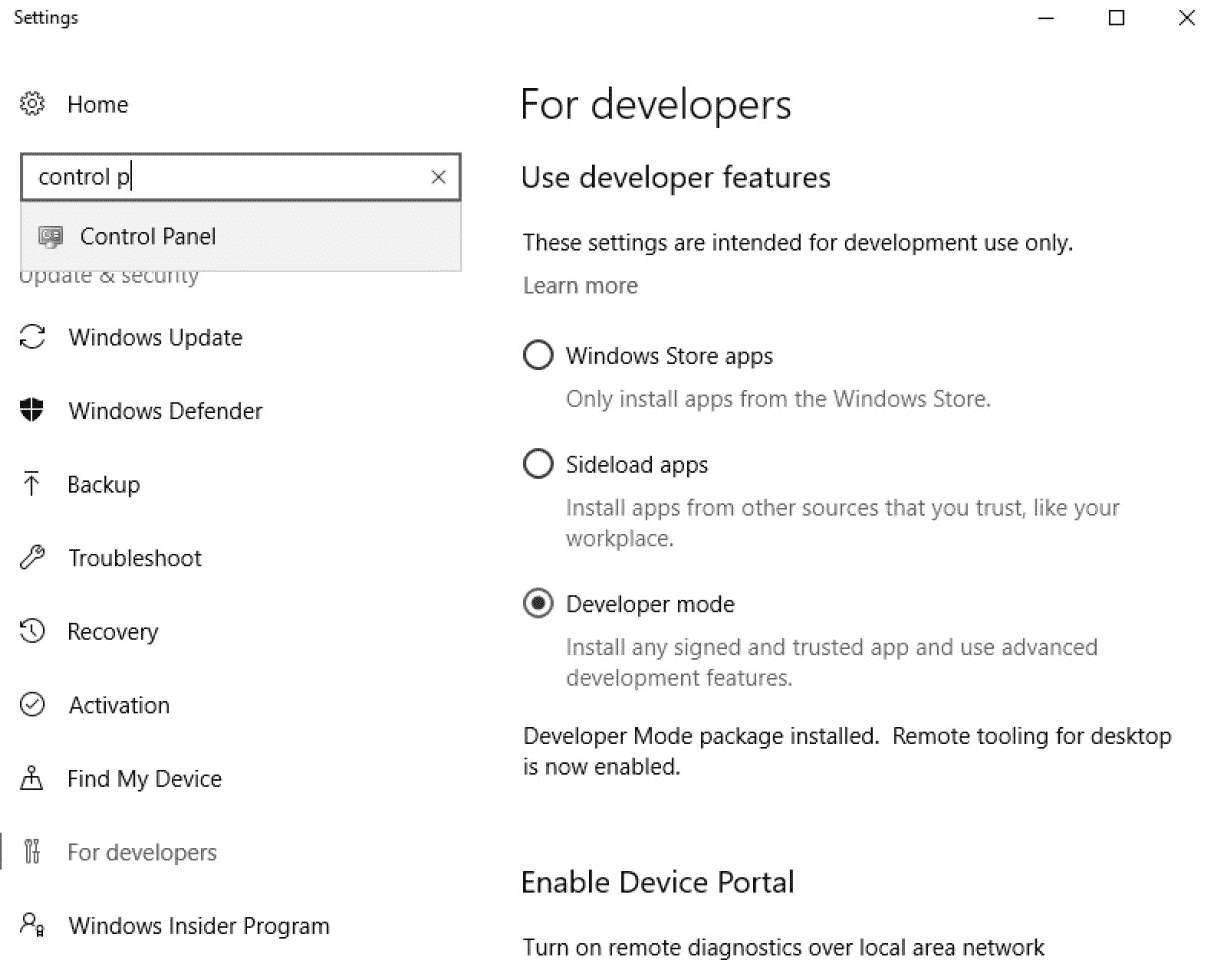 Settings
Home
control p
Control Panel
Update & security
Windows Update
Windows Defender
Backup
Troubleshoot
Recovery
Activation
Find My Device
For developers
Windows Insider Program
For developers
Use developer features
These settings are intended for development use only.
Learn more
Windows Store apps
Only install apps from the Windows Store.
Sideload apps
Install apps from other sources that you trust, like your
workplace.
Developer mode
Install any signed and trusted app and use advanced
development features.
Developer Mode package installed.  Remote tooling for desktop
is now enabled.
Enable Device Portal
Turn on remote diagnostics over local area network